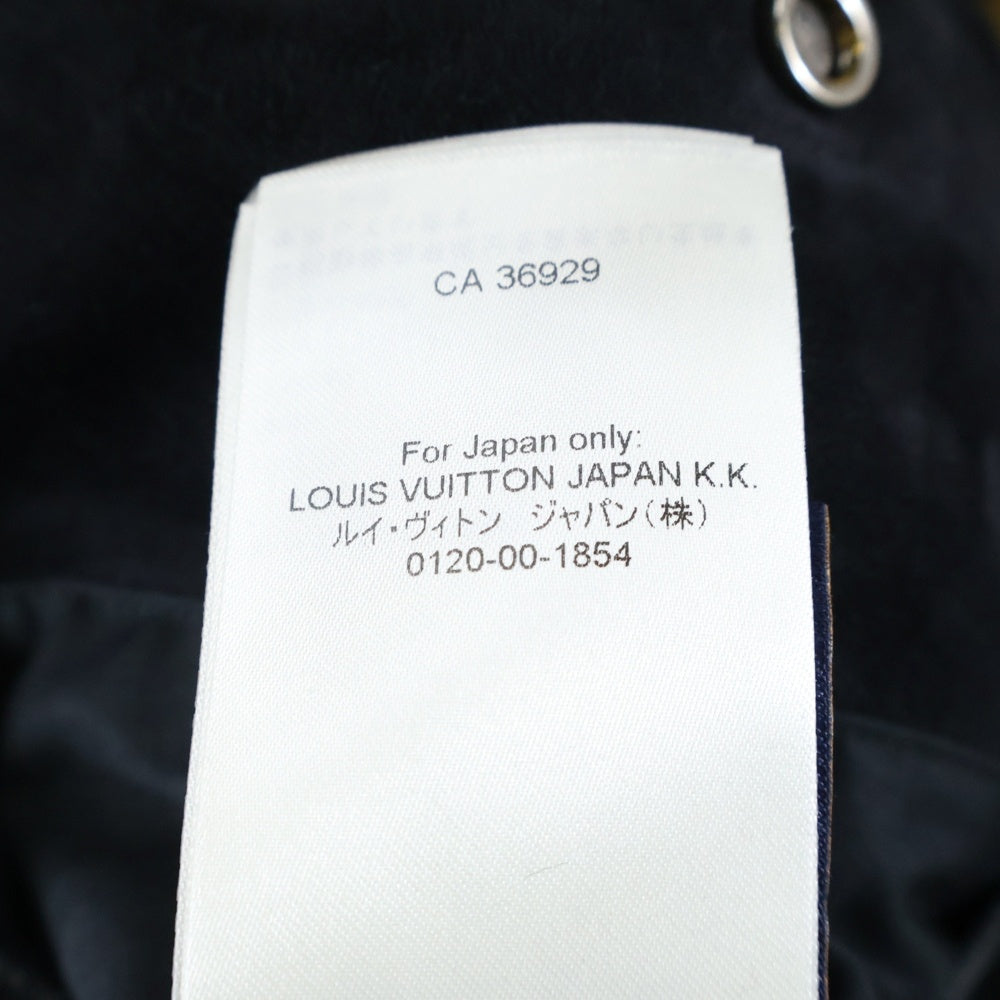 CA 36929
For Japan only:
LOUIS VUITTON JAPAN K.K.
ルイ・ヴィトン ジャパン(株)
0120-00-1854